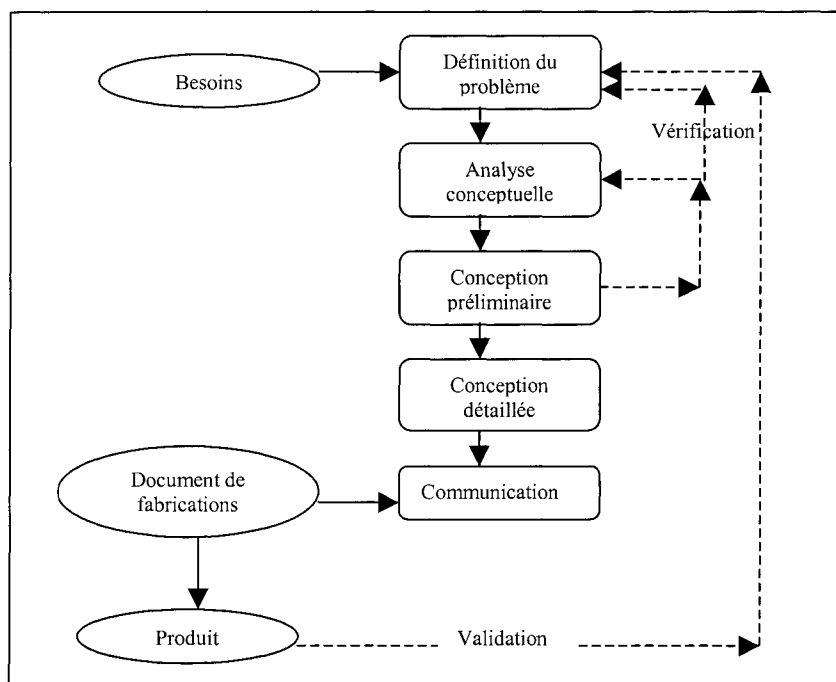 Définition du
problème
Besoins
Vérification
Analyse
conceptuelle
Conception
préliminaire
Conception
détaillée
Document de
fabrications
Communication
Produit
Validation